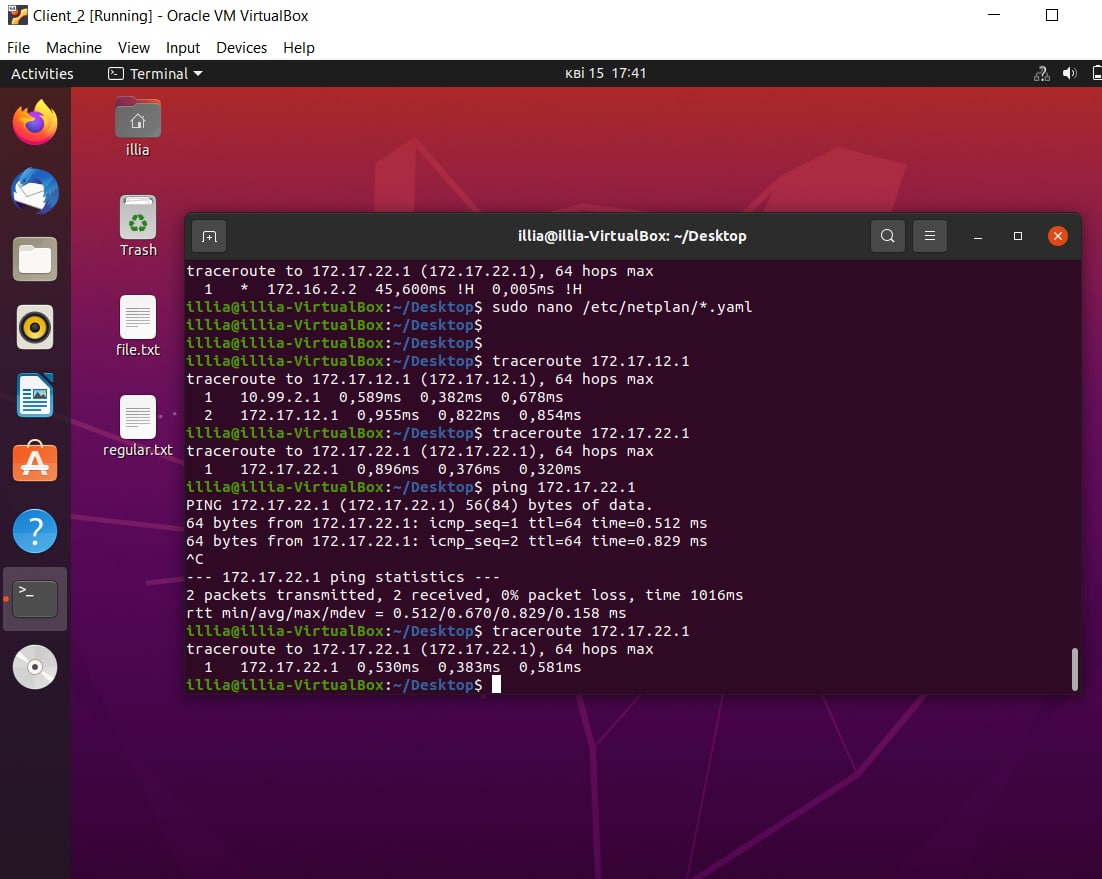 Client_2 [Running] - Oracle VM VirtualBox
File Machine View Input Devices Help
Activities Terminal кві 15 17:41
illia
Trash
file.txt
regular.txt
illia@illia-VirtualBox: ~/Desktop
traceroute to 172.17.22.1 (172.17.22.1), 64 hops max
1 * 172.16.2.2 45,600ms !H 0,005ms !H
illia@illia-VirtualBox:~/Desktop$ sudo nano /etc/netplan/*.yaml
illia@illia-VirtualBox:~/Desktop$
illia@illia-VirtualBox:~/Desktop$
illia@illia-VirtualBox:~/Desktop$ traceroute 172.17.12.1
traceroute to 172.17.12.1 (172.17.12.1), 64 hops max
1 10.99.2.1 0,589ms 0,382ms 0,678ms
2 172.17.12.1 0,955ms 0,822ms 0,854ms
illia@illia-VirtualBox:~/Desktop$ traceroute 172.17.22.1
traceroute to 172.17.22.1 (172.17.22.1), 64 hops max
1 172.17.22.1 0,896ms 0,376ms 0,320ms
illia@illia-VirtualBox:~/Desktop$ ping 172.17.22.1
PING 172.17.22.1 (172.17.22.1) 56(84) bytes of data.
64 bytes from 172.17.22.1: icmp_seq=1 ttl=64 time=0.512 ms
64 bytes from 172.17.22.1: icmp_seq=2 ttl=64 time=0.829 ms
^C
--- 172.17.22.1 ping statistics ---
2 packets transmitted, 2 received, 0% packet loss, time 1016ms
rtt min/avg/max/mdev = 0.512/0.670/0.829/0.158 ms
illia@illia-VirtualBox:~/Desktop$ traceroute 172.17.22.1
traceroute to 172.17.22.1 (172.17.22.1), 64 hops max
1 172.17.22.1 0,530ms 0,383ms 0,581ms
illia@illia-VirtualBox:~/Desktop$